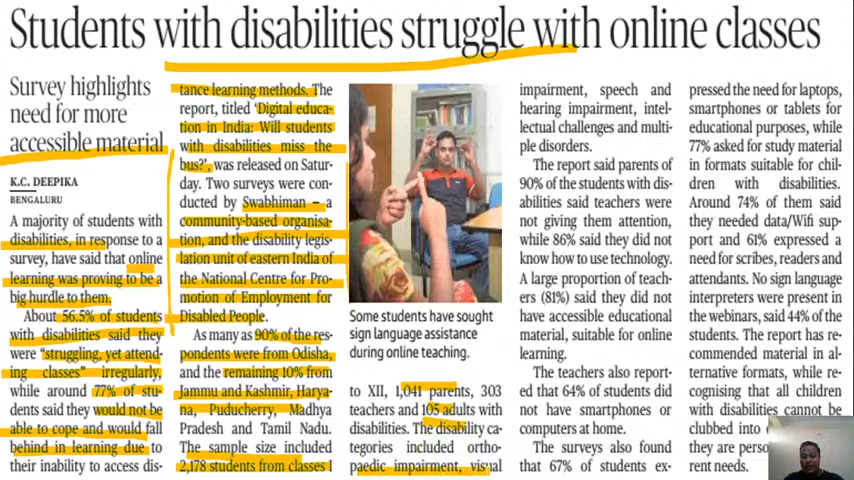 Students with disabilities struggle with online classes
Survey highlights
need for more
accessible material
K.C. DEEPIKA
BENGALURU
A majority of students with
disabilities, in response to a
survey, have said that online
learning was proving to be a
big hurdle to them.
About 56.5% of students
with disabilities said they
were “struggling, yet attend-
ing classes” irregularly,
while around 77% of stu-
dents said they would not be
able to cope and would fall
behind in learning due to
their inability to access dis-
tance learning methods. The
report, titled ‘Digital educa-
tion in India: Will students
with disabilities miss the
bus?’, was released on Satur-
day. Two surveys were con-
ducted by Swabhiman – a
community-based organisa-
tion, and the disability legis-
lation unit of eastern India of
the National Centre for Pro-
motion of Employment for
Disabled People.
As many as 90% of the res-
pondents were from Odisha,
and the remaining 10% from
Jammu and Kashmir, Harya-
na, Puducherry, Madhya
Pradesh and Tamil Nadu.
The sample size included
2,178 students from classes I
Some students have sought
sign language assistance
during online teaching.
to XII, 1,041 parents, 303
teachers and 105 adults with
disabilities. The disability ca-
tegories included ortho-
paedic impairment, visual
impairment, speech and
hearing impairment, intel-
lectual challenges and multi-
ple disorders.
The report said parents of
90% of the students with dis-
abilities said teachers were
not giving them attention,
while 86% said they did not
know how to use technology.
A large proportion of teach-
ers (81%) said they did not
have accessible educational
material, suitable for online
learning.
The teachers also report-
ed that 64% of students did
not have smartphones or
computers at home.
The surveys also found
that 67% of students ex-
pressed the need for laptops,
smartphones or tablets for
educational purposes, while
77% asked for study material
in formats suitable for chil-
dren with disabilities.
Around 74% of them said
they needed data/Wifi sup-
port and 61% expressed a
need for scribes, readers and
attendants. No sign language
interpreters were present in
the webinars, said 44% of the
students. The report has re-
commended material in al-
ternative formats, while re-
cognising that all children
with disabilities cannot be
clubbed into
they are
rent needs.